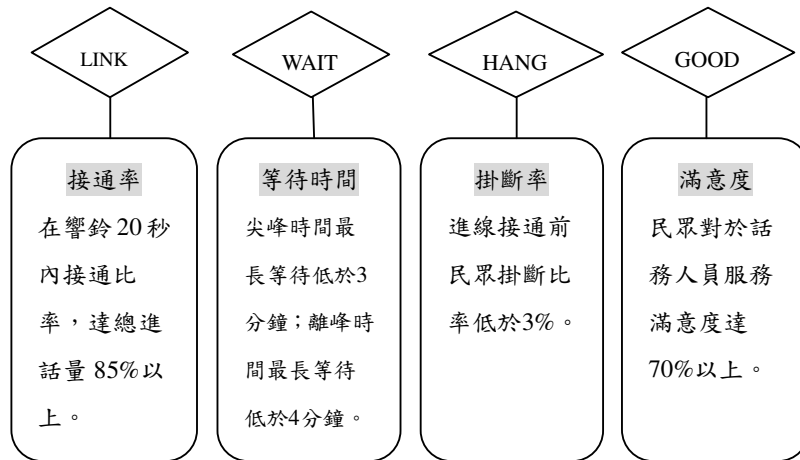 LINK
WAIT
HANG
GOOD
接通率
在響鈴 20 秒
內接通比
率，達總進
話量 85%以
上。
等待時間
尖峰時間最
長等待低於3
分鐘；離峰時
間最長等待
低於4分鐘。
掛斷率
進線接通前
民眾掛斷比
率低於3%。
滿意度
民眾對於話
務人員服務
滿意度達
70%以上。